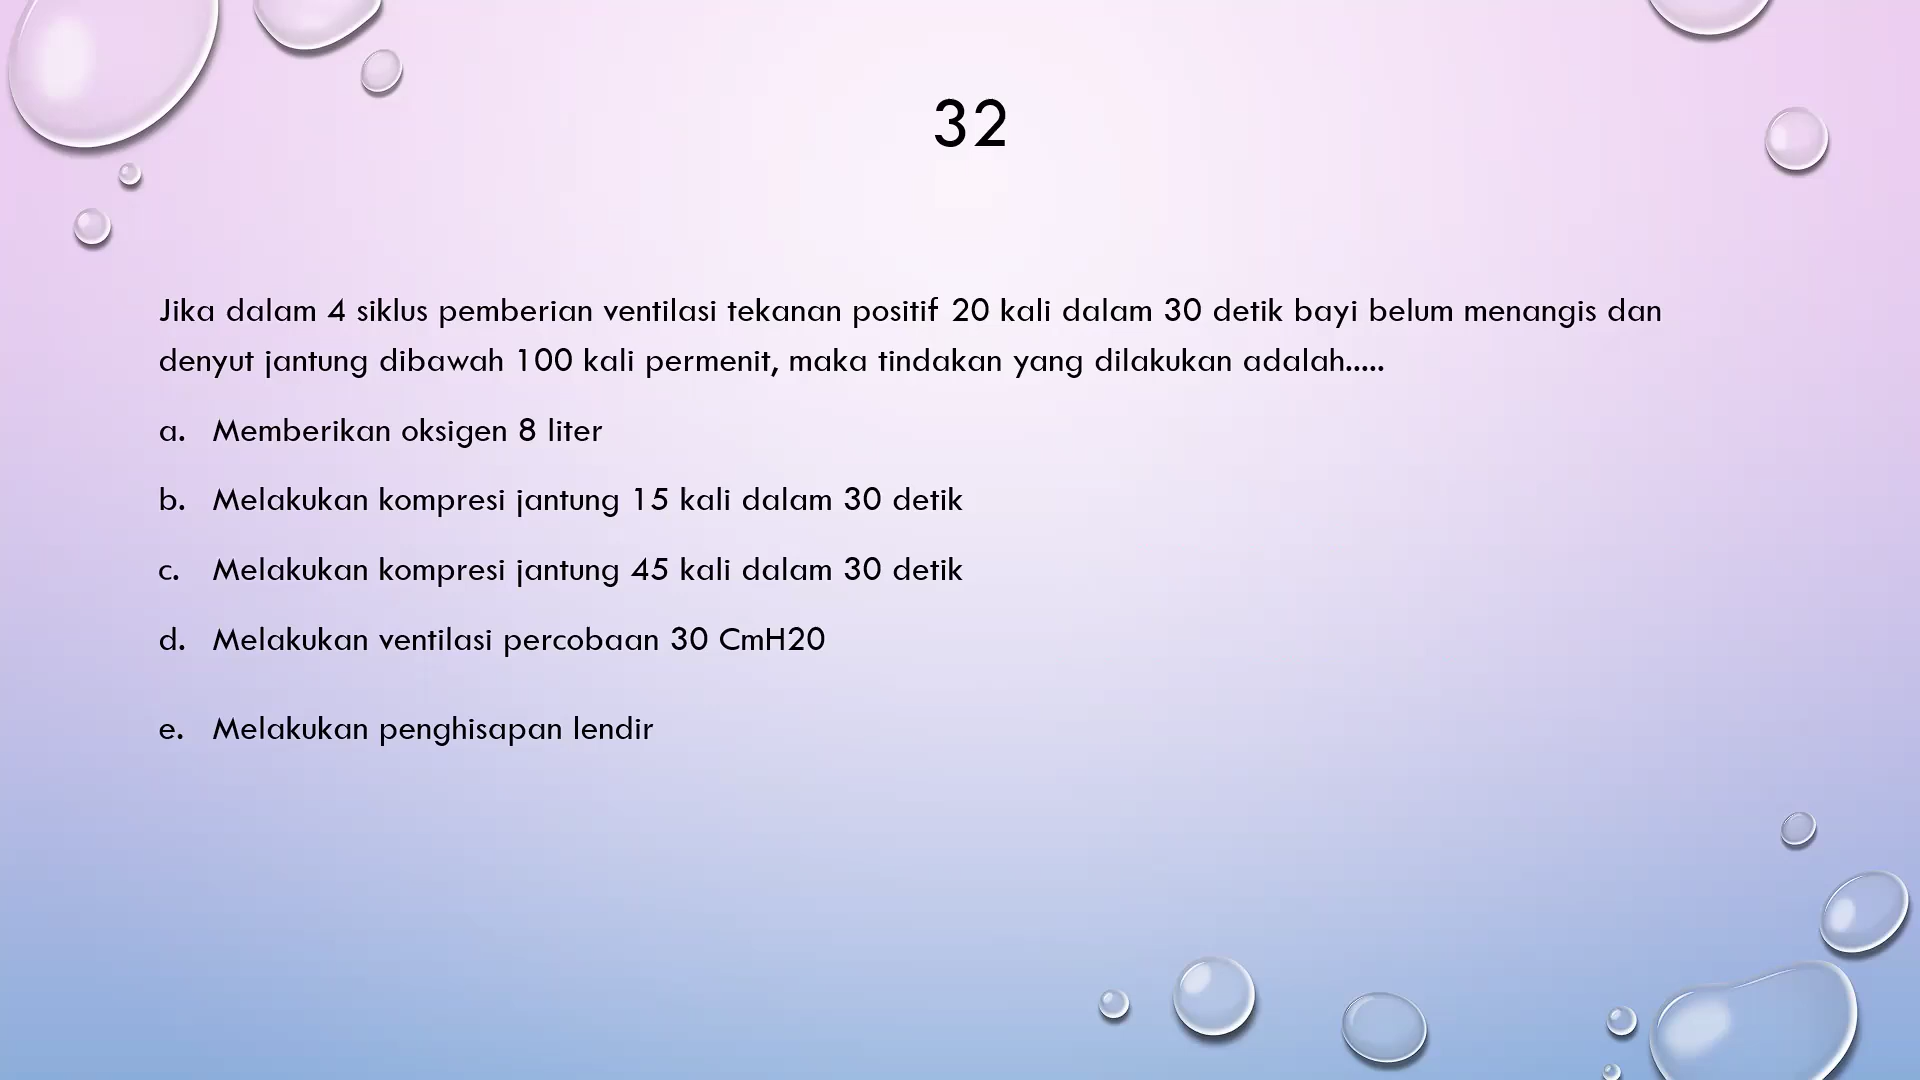 32
Jika dalam 4 siklus pemberian ventilasi tekanan positif 20 kali dalam 30 detik bayi belum menangis dan
denyut jantung dibawah 100 kali permenit, maka tindakan yang dilakukan adalah.....
a. Memberikan oksigen 8 liter
b. Melakukan kompresi jantung 15 kali dalam 30 detik
c. Melakukan kompresi jantung 45 kali dalam 30 detik
d. Melakukan ventilasi percobaan 30 CmH20
e. Melakukan penghisapan lendir